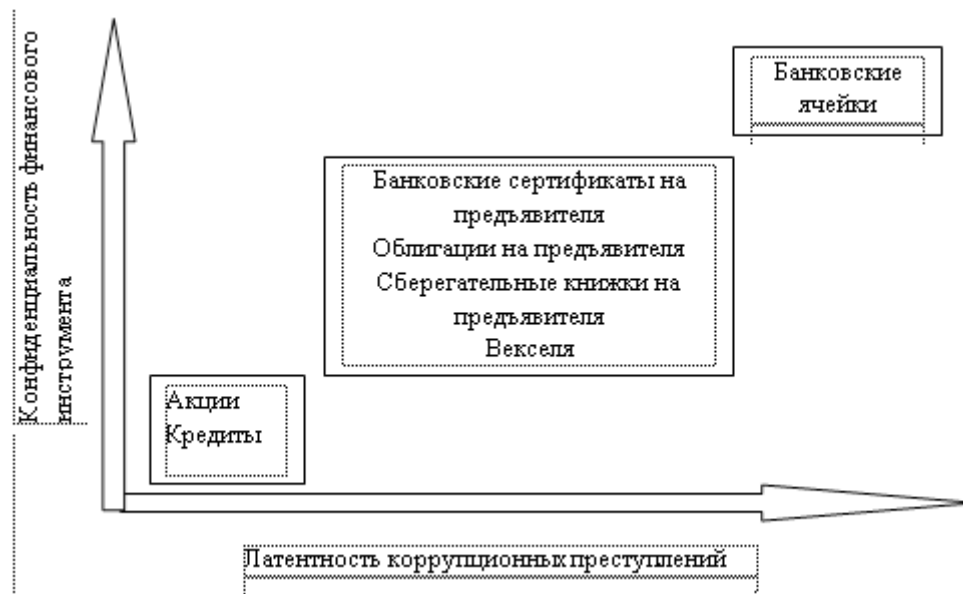 Конфиденциальность финансового
инструмента
Банковские
ячейки
Банковские сертификаты на
предъявителя
Облигации на предъявителя
Сберегательные книжки на
предъявителя
Векселя
Акции
Кредиты
Латентность коррупционных преступлений